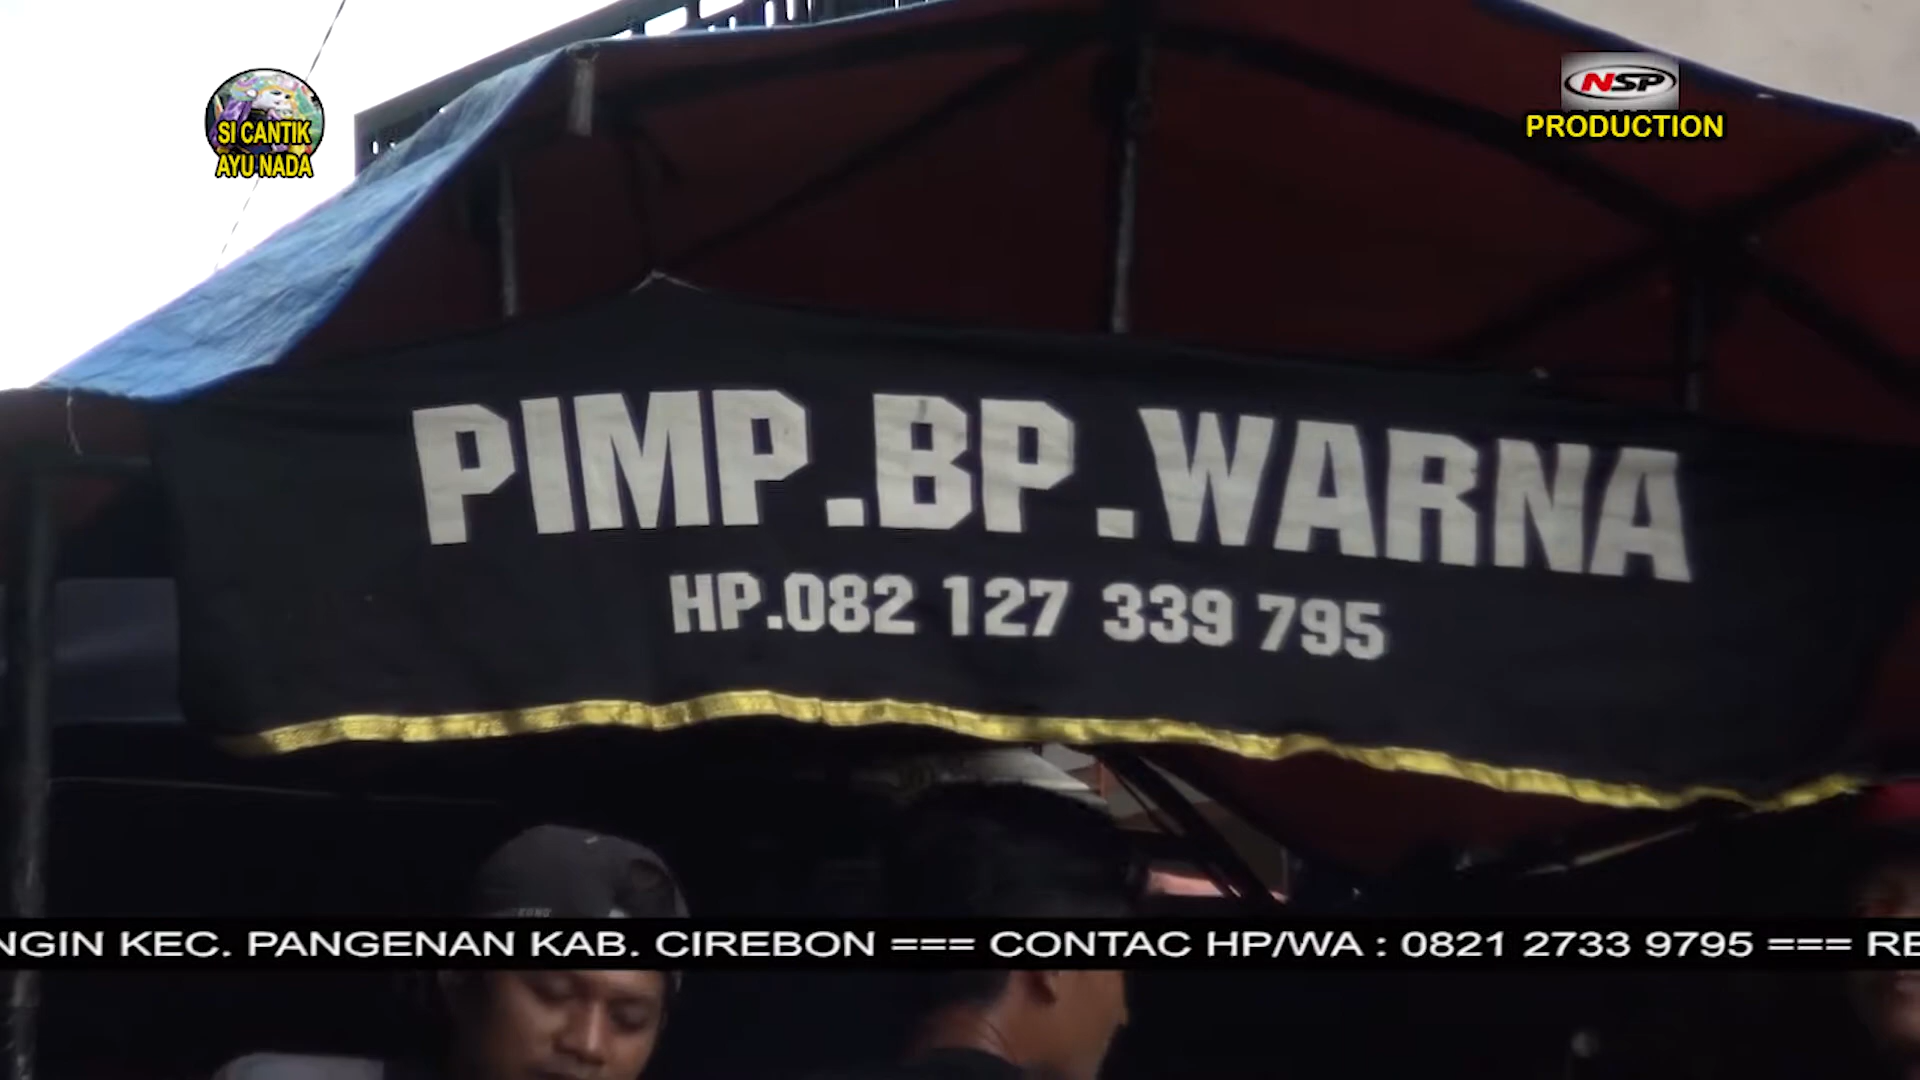 SI CANTIK
AYU NADA
NSP
PRODUCTION
PIMP.BP.WARNA
HP.082 127 339 795
NGIN KEC. PANGENAN KAB. CIREBON === CONTAC HP/WA : 0821 2733 9795 === RE